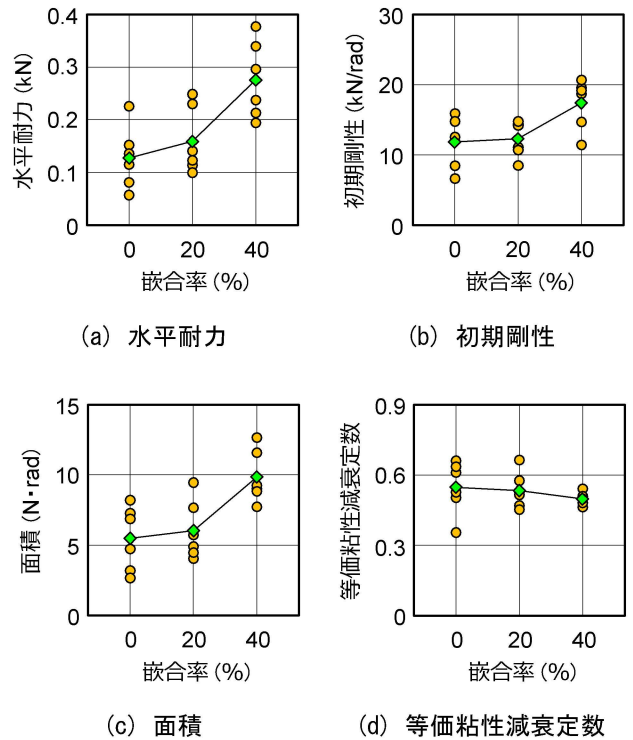 0.4
0.3
0.2
0.1
0
水平耐力 (kN)
0 20 40
嵌合率 (%)
(a) 水平耐力
30
20
10
0
初期剛性 (kN/rad)
0 20 40
嵌合率 (%)
(b) 初期剛性
15
10
5
0
面積 (N・rad)
0 20 40
嵌合率 (%)
(c) 面積
0.9
0.6
0.3
0
等価粘性減衰定数
0 20 40
嵌合率 (%)
(d) 等価粘性減衰定数